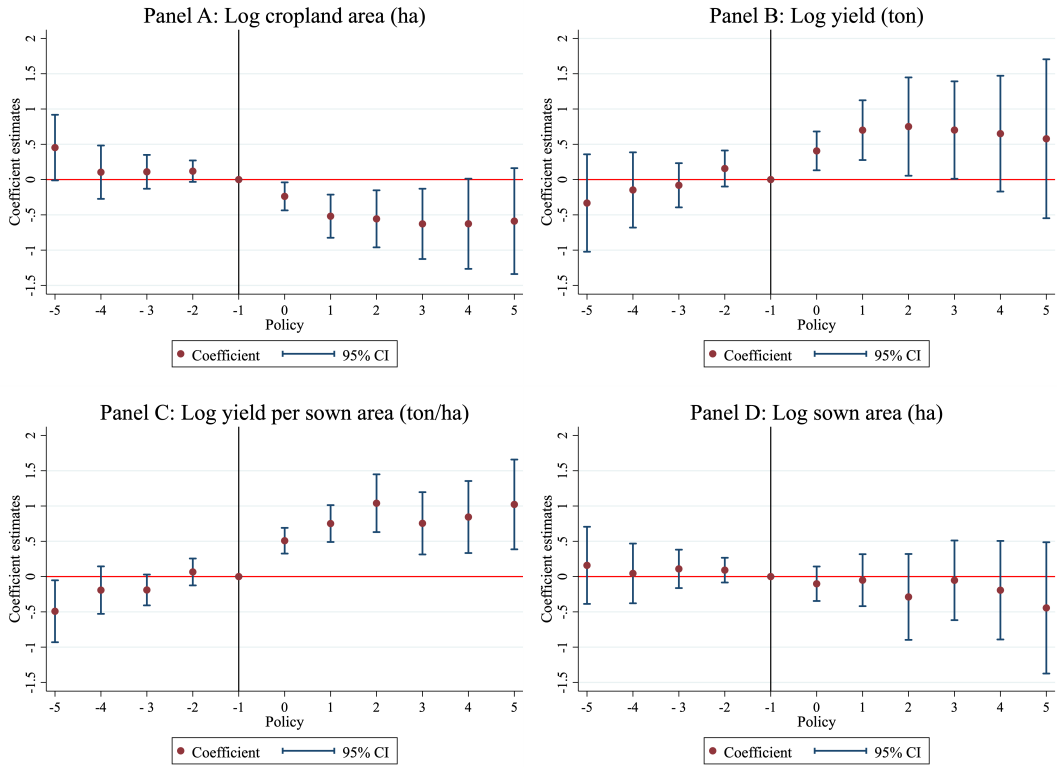 Panel A: Log cropland area (ha)
Coefficient estimates
2
1.5
1
.5
0
-.5
-1
-1.5
-5 -4 - 3 -2 -1 0 1 2 3 4 5
Policy
Coefficient 95% CI
Panel B: Log yield (ton)
Coefficient estimates
2
1.5
1
.5
0
-.5
-1
-1.5
-5 -4 - 3 -2 -1 0 1 2 3 4 5
Policy
Coefficient 95% CI
Panel C: Log yield per sown area (ton/ha)
Coefficient estimates
2
1.5
1
.5
0
-.5
-1
-1.5
-5 -4 - 3 -2 -1 0 1 2 3 4 5
Policy
Coefficient 95% CI
Panel D: Log sown area (ha)
Coefficient estimates
2
1.5
1
.5
0
-.5
-1
-1.5
-5 -4 - 3 -2 -1 0 1 2 3 4 5
Policy
Coefficient 95% CI